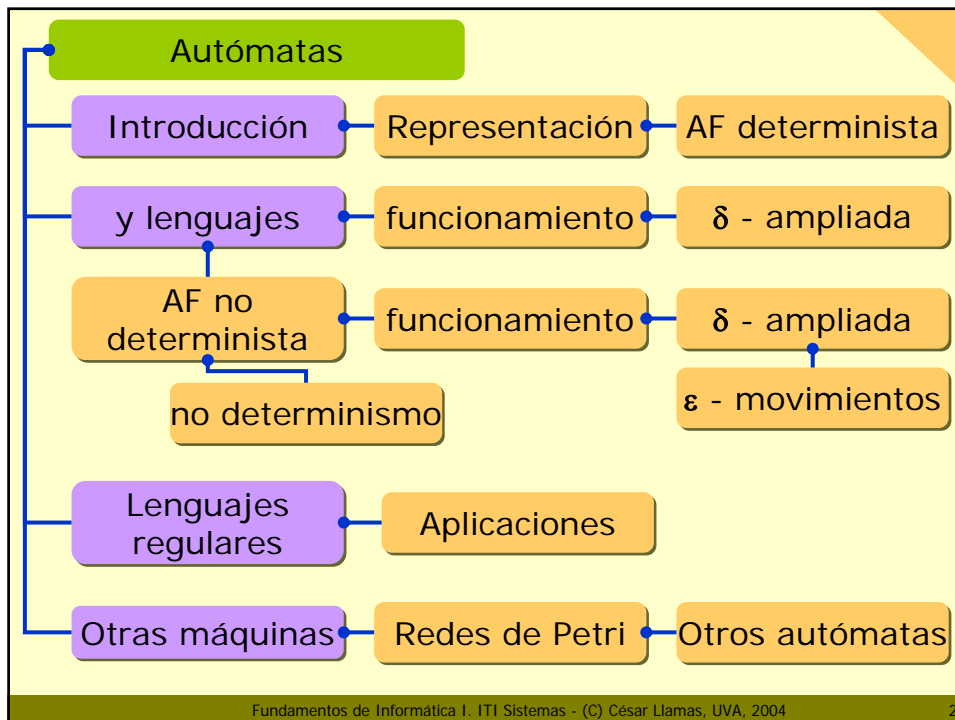 Autómatas
Introducción
Representación
AF determinista
y lenguajes
funcionamiento
δ - ampliada
AF no
determinista
funcionamiento
δ - ampliada
no determinismo
ε - movimientos
Lenguajes
regulares
Aplicaciones
Otras máquinas
Redes de Petri
Otros autómatas
Fundamentos de Informática I. ITI Sistemas - (C) César Llamas, UVA, 2004
2